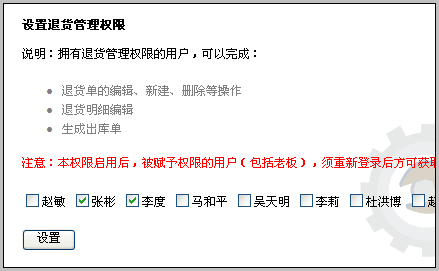 设置退货管理权限
说明：拥有退货管理权限的用户，可以完成：
退货单的编辑、新建、删除等操作
退货明细编辑
生成出库单
注意：本权限启用后，被赋予权限的用户（包括老板），须重新登录后方可获取
赵敏 张彬 李度 马和平 吴天明 李莉 杜洪博 赵
设置